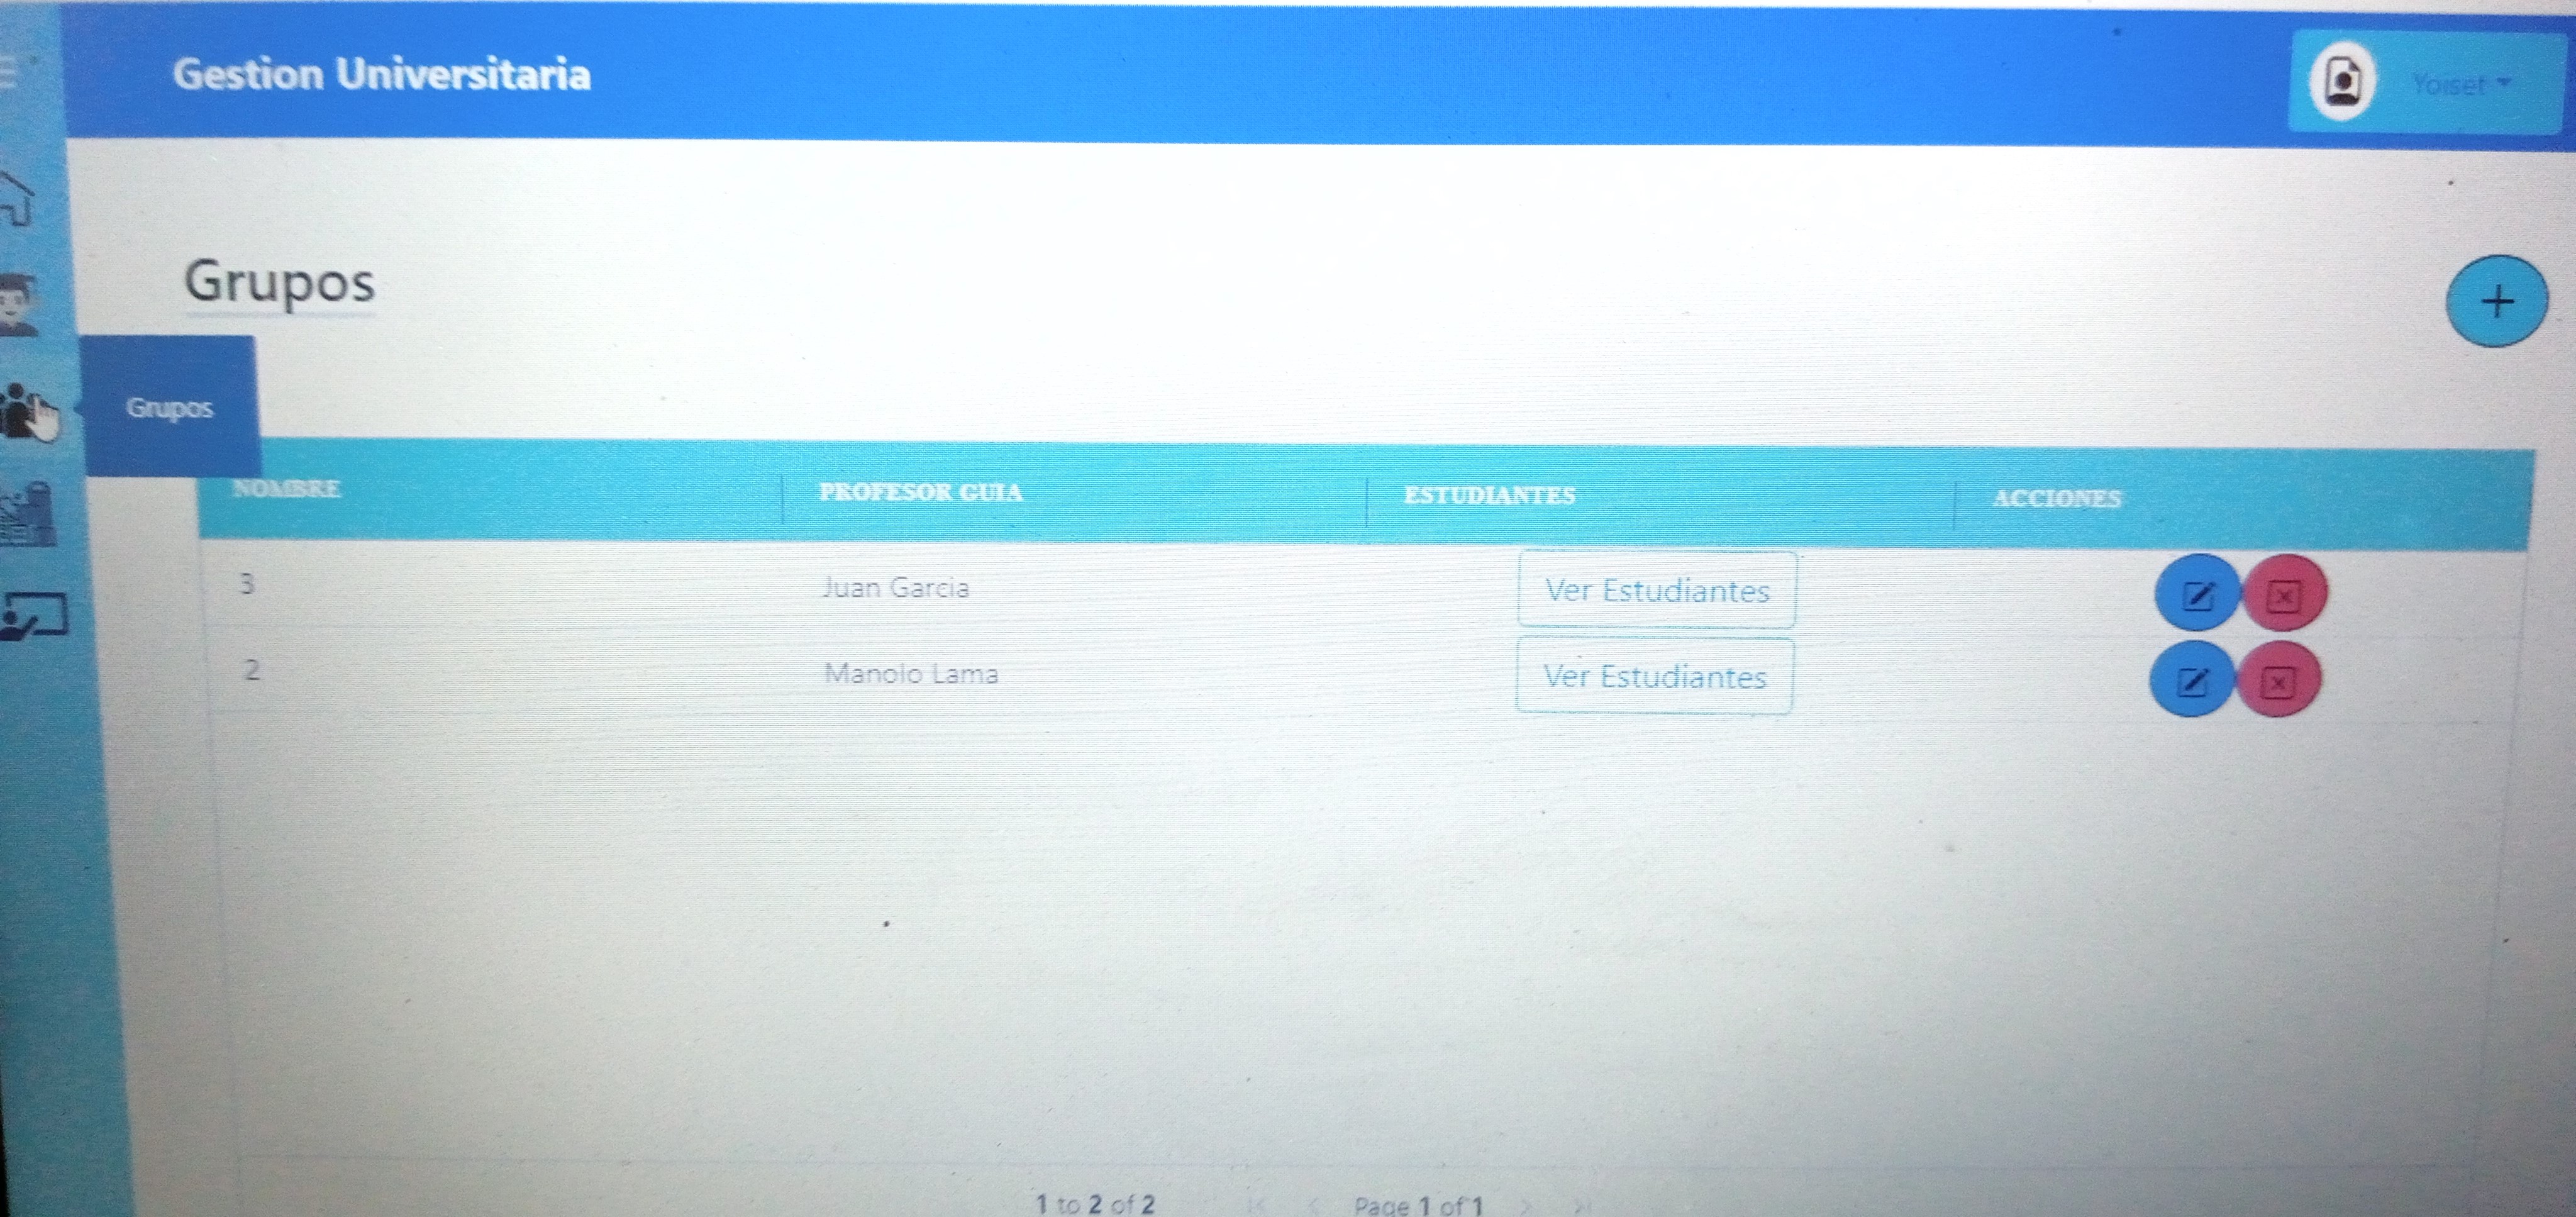 Gestion Universitaria
Yoiset
Grupos
Grupos
NOMBRE PROFESOR GUIA ESTUDIANTES ACCIONES
3 Juan Garcia Ver Estudiantes
2 Manolo Lama Ver Estudiantes
1 to 2 of 2 Page 1 of 1